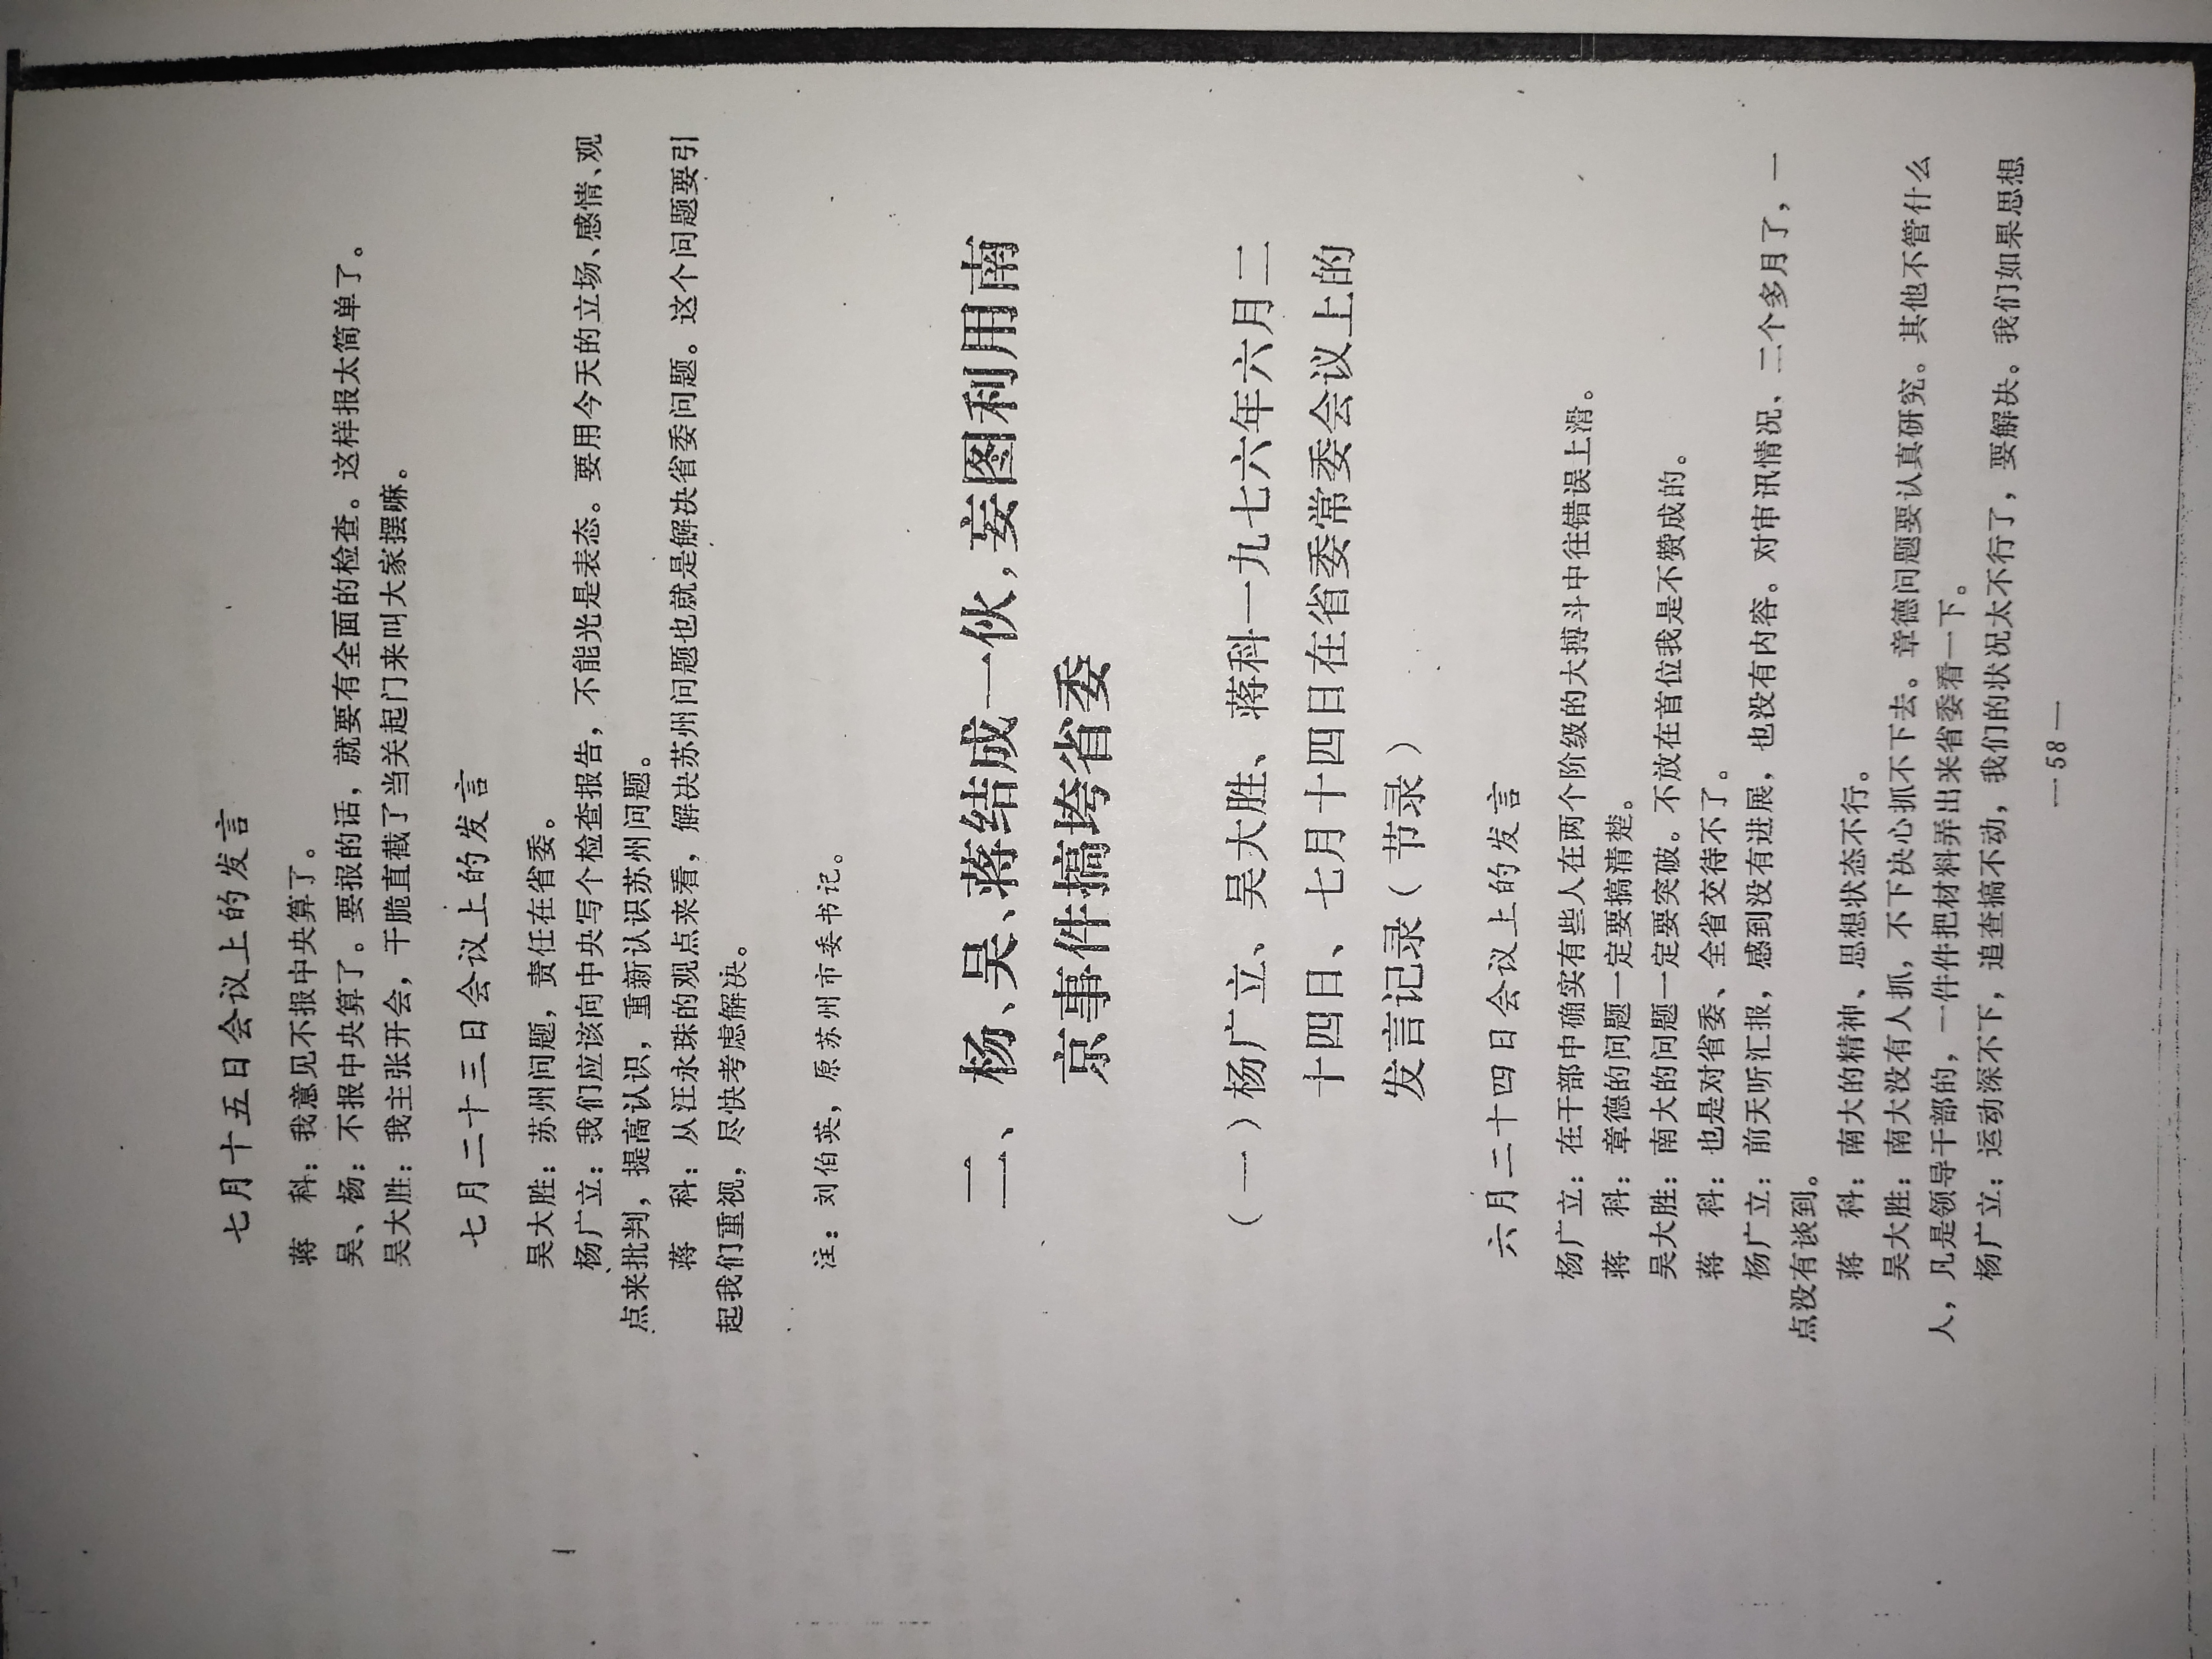 七月十五日会议上的发言
蒋　科：我意见不报中央算了。
吴、杨：不报中央算了。要报的话，就要有全面的检查。这样报太简单了。
吴大胜：我主张开会，干脆直截了当关起门来叫大家摆嘛。
七月二十三日会议上的发言
吴大胜：苏州问题，责任在省委。
杨广立：我们应该向中央写个检查报告，不能光是表态。要用今天的立场、感情、观
点来批判，提高认识，重新认识苏州问题。
蒋　科：从汪永珠的观点来看，解决苏州问题也就是解决省委问题。这个问题要引
起我们重视，尽快考虑解决。
注：刘伯英，原苏州市委书记。
二、杨、吴、蒋结成一伙，妄图利用南
京事件搞垮省委
（一）杨广立、吴大胜、蒋科一九七六年六月二
十四日、七月十四日在省委常委会议上的
发言记录（节录）
六月二十四日会议上的发言
杨广立：在干部中确实有些人在两个阶级的大搏斗中往错误上滑。
蒋　科：章德的问题一定要搞清楚。
吴大胜：南大的问题一定要突破。不放在首位我是不赞成的。
蒋　科：也是对省委、全省交待不了。
杨广立：前天听汇报，感到没有进展，也没有内容。对审讯情况，二个多月了，一
点没有谈到。
蒋　科：南大的精神、思想状态不行。
吴大胜：南大没有人抓，不下决心抓不下去。章德问题要认真研究。其他不管什么
人，凡是领导干部的，一件件把材料弄出来省委看一下。
杨广立：运动深不下，追查搞不动，我们的状况太不行了，要解决。我们如果思想
— 58 —